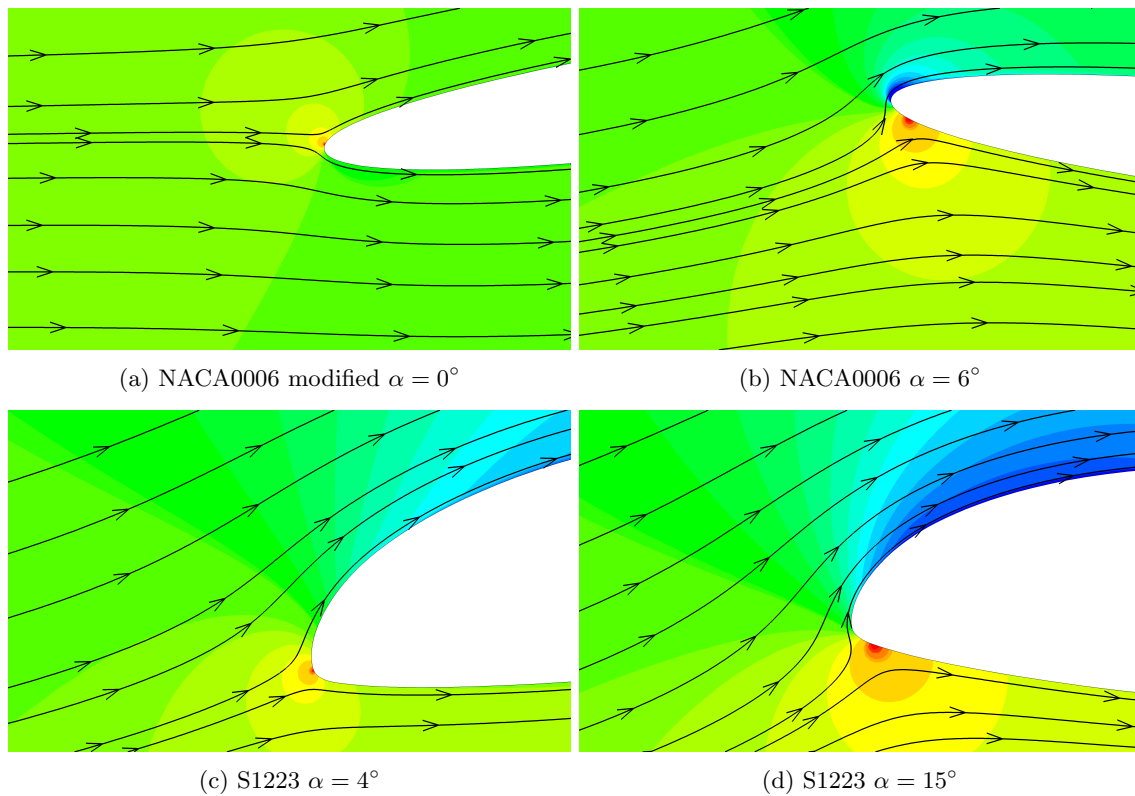 (a) NACA0006 modified α = 0°
(b) NACA0006 α = 6°
(c) S1223 α = 4°
(d) S1223 α = 15°